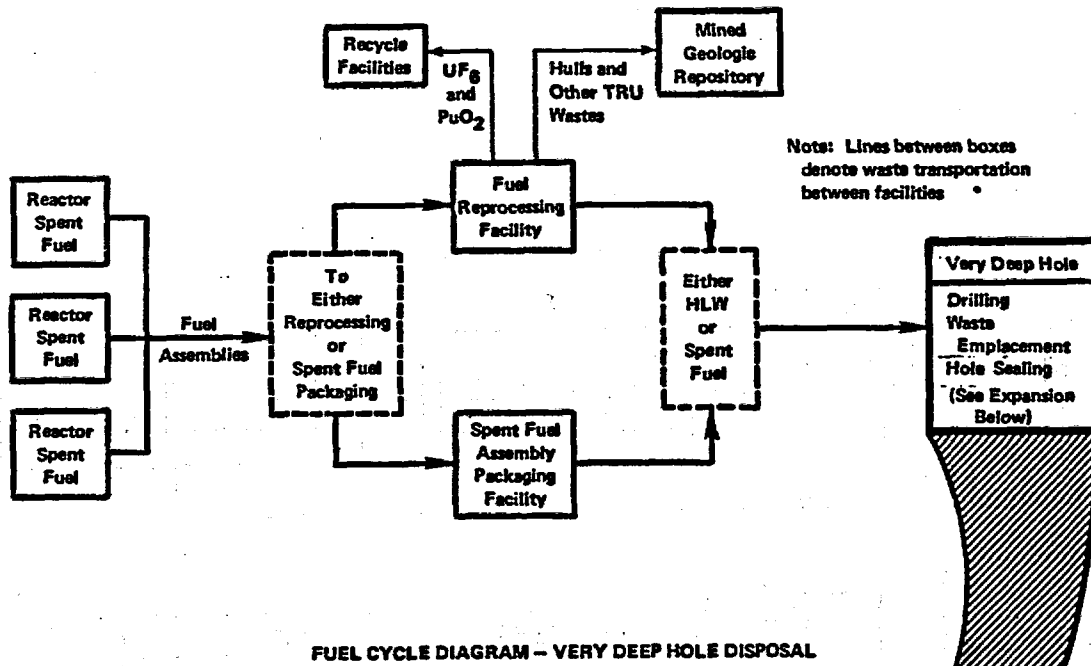 Recycle
Facilities
UF6
and
PuO2
Hulls and
Other TRU
Wastes
Mined
Geologic
Repository
Note: Lines between boxes
denote waste transportation
between facilities
Reactor
Spent
Fuel
Reactor
Spent
Fuel
Reactor
Spent
Fuel
Fuel
Assemblies
To
Either
Reprocessing
or
Spent Fuel
Packaging
Fuel
Reprocessing
Facility
Spent Fuel
Assembly
Packaging
Facility
Either
HLW
or
Spent
Fuel
Very Deep Hole
Drilling
Waste
Emplacement
Hole Sealing
(See Expansion
Below)
FUEL CYCLE DIAGRAM – VERY DEEP HOLE DISPOSAL